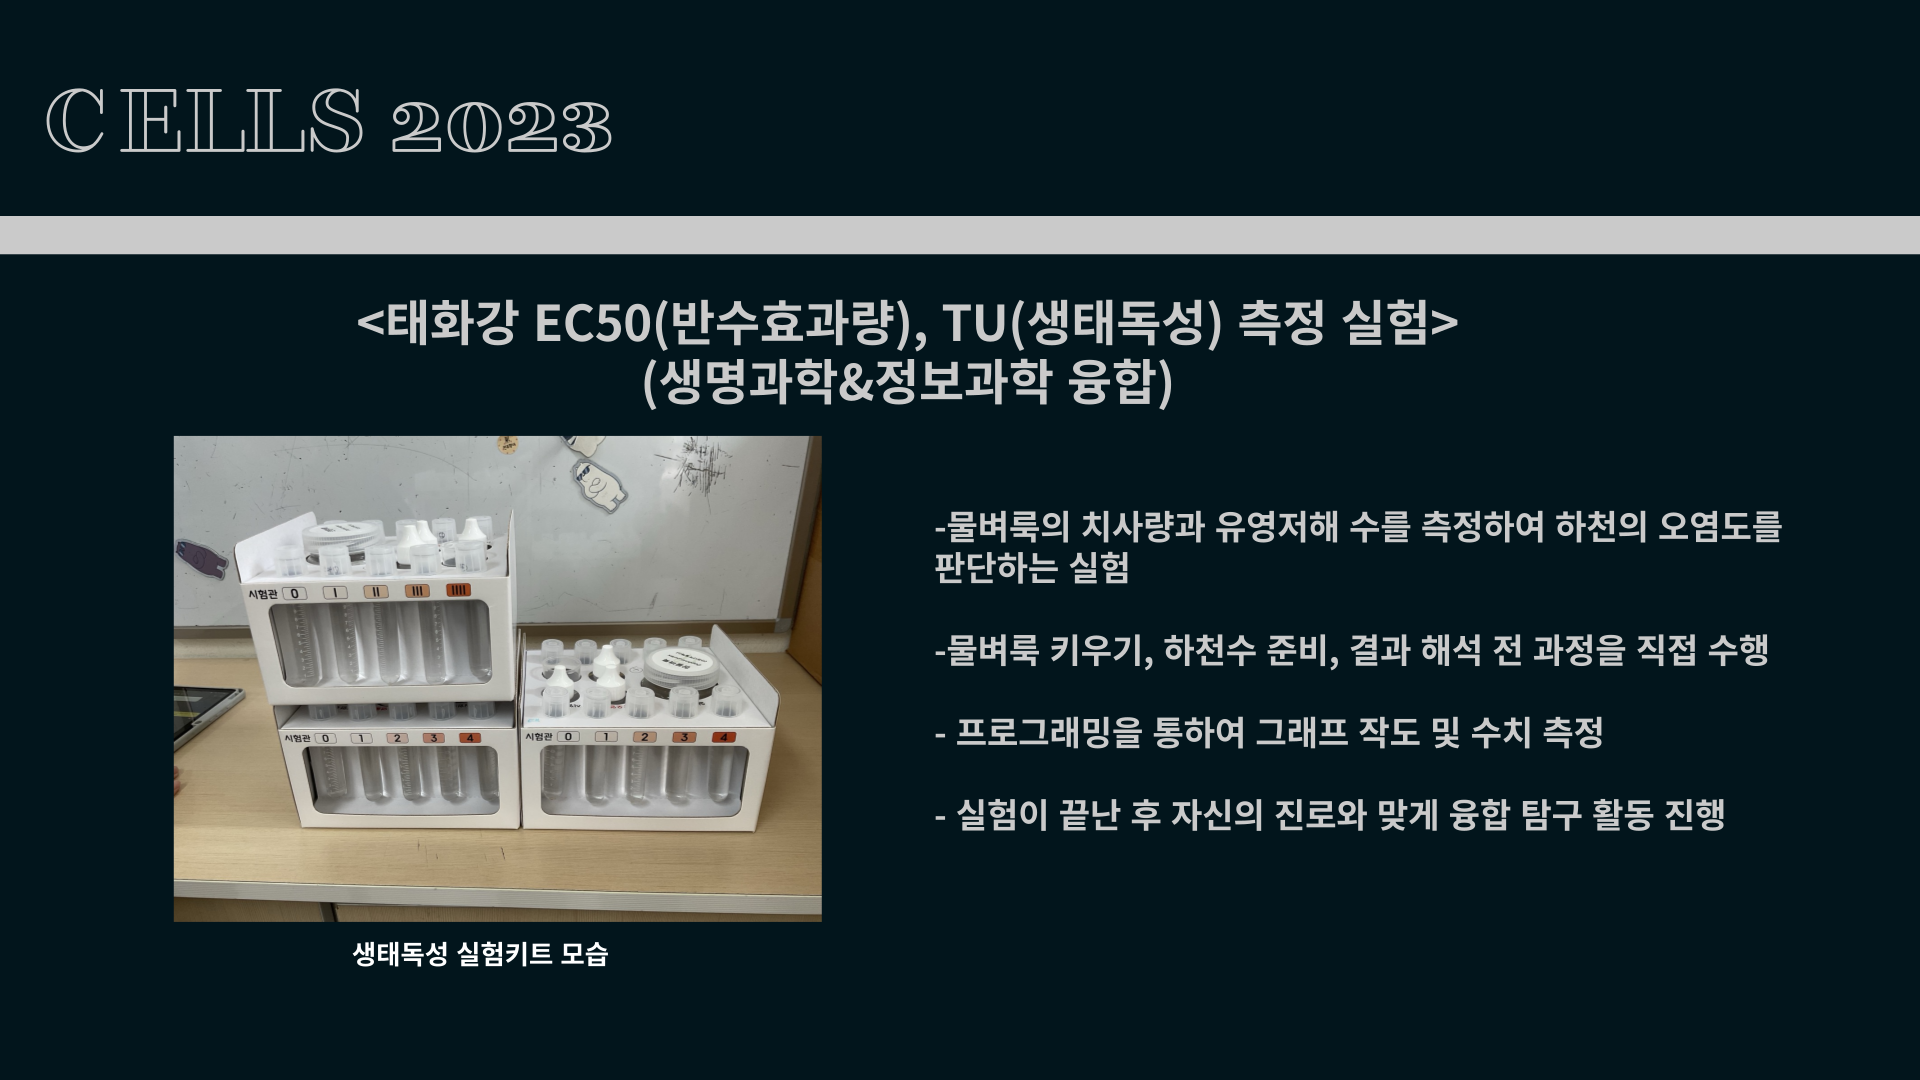 CELLS 2023
<태화강 EC50(반수효과량), TU(생태독성) 측정 실험>
(생명과학&정보과학 융합)
시험관 0 I II III IIII
시험관 0 1 2 3 4
시험관 0 1 2 3 4
생태독성 실험키트 모습
-물벼룩의 치사량과 유영저해 수를 측정하여 하천의 오염도를
판단하는 실험
-물벼룩 키우기, 하천수 준비, 결과 해석 전 과정을 직접 수행
- 프로그래밍을 통하여 그래프 작도 및 수치 측정
- 실험이 끝난 후 자신의 진로와 맞게 융합 탐구 활동 진행